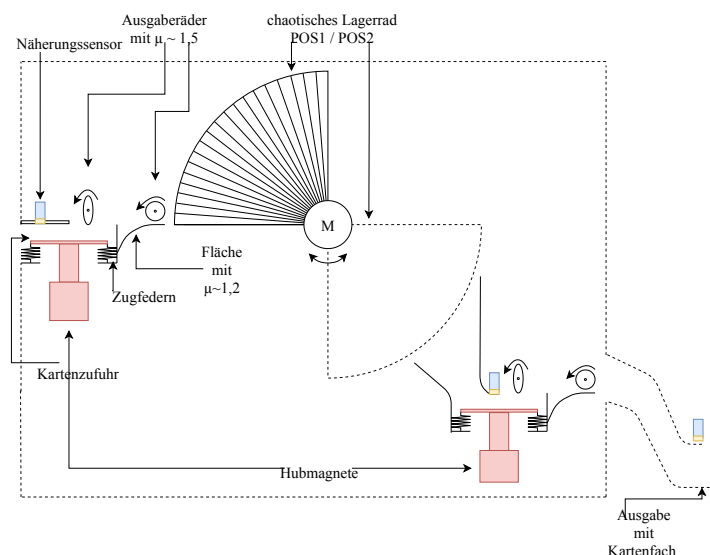 Ausgaberäder
mit μ ~ 1,5
chaotisches Lagerrad
POS1 / POS2
Näherungssensor
M
Fläche
mit
μ~1,2
Zugfedern
Kartenzufuhr
Hubmagnete
Ausgabe
mit
Kartenfach